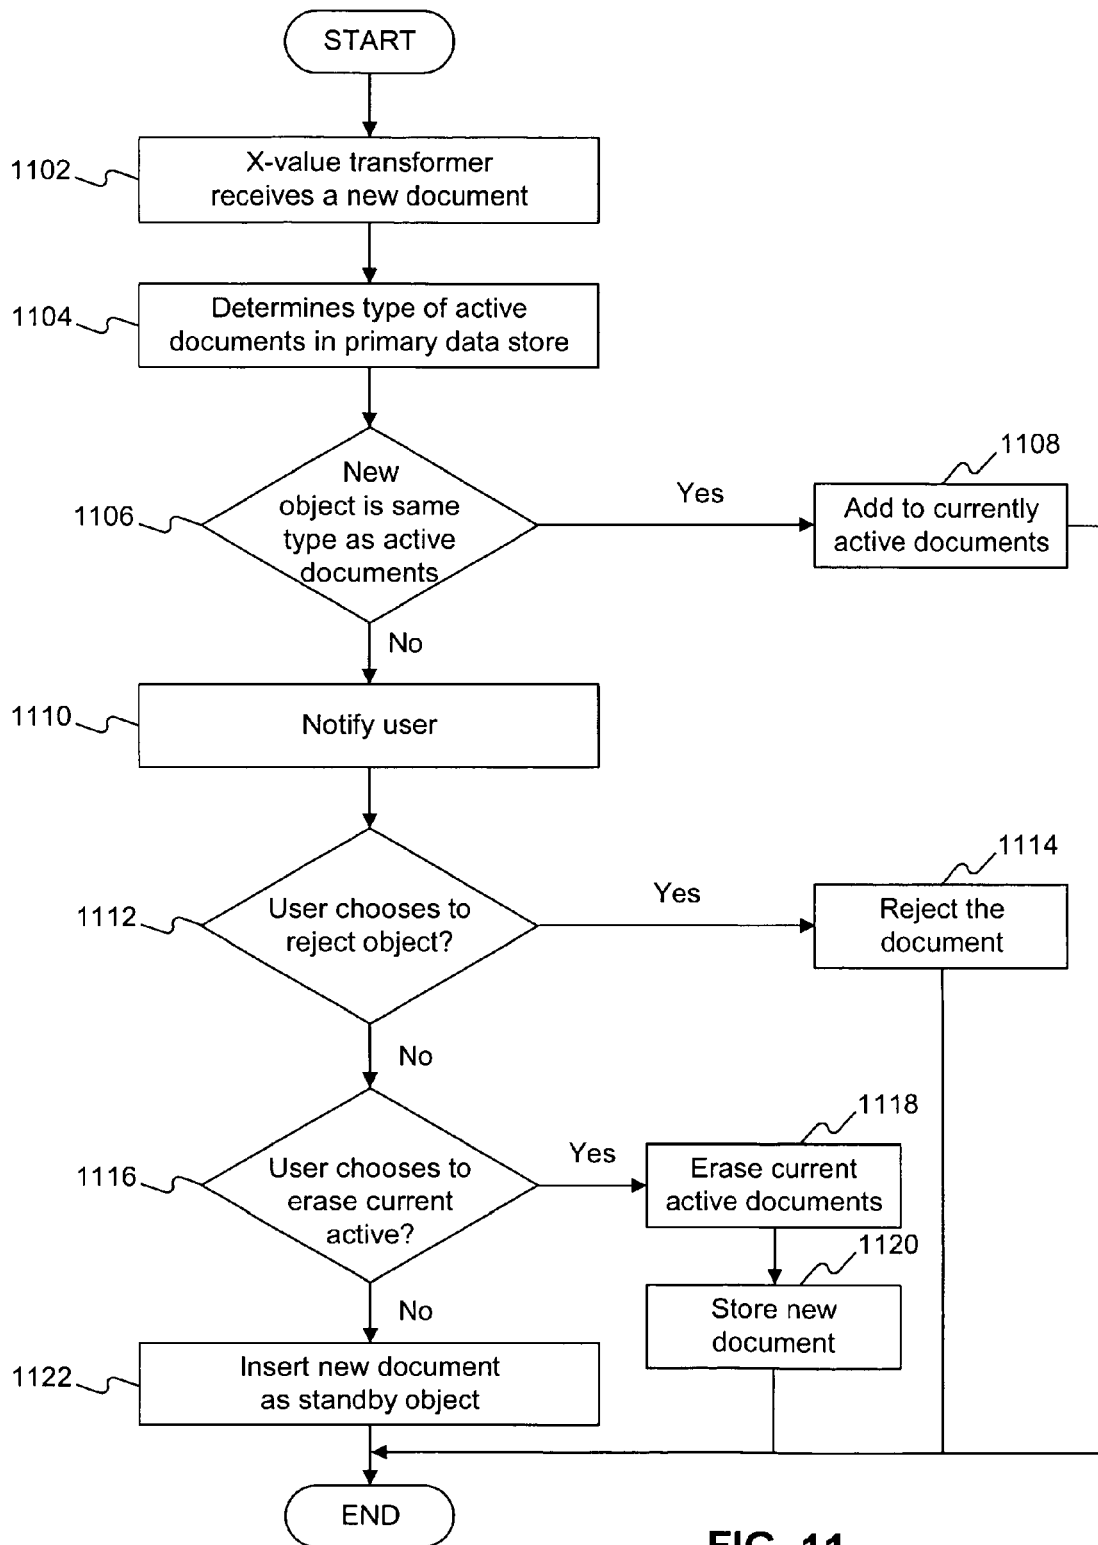 START
1102
X-value transformer
receives a new document
1104
Determines type of active
documents in primary data store
1106
New
object is same
type as active
documents
Yes
1108
Add to currently
active documents
No
1110
Notify user
1112
User chooses to
reject object?
Yes
1114
Reject the
document
No
1116
User chooses to
erase current
active?
Yes
1118
Erase current
active documents
1120
Store new
document
No
1122
Insert new document
as standby object
END
FIG. 11